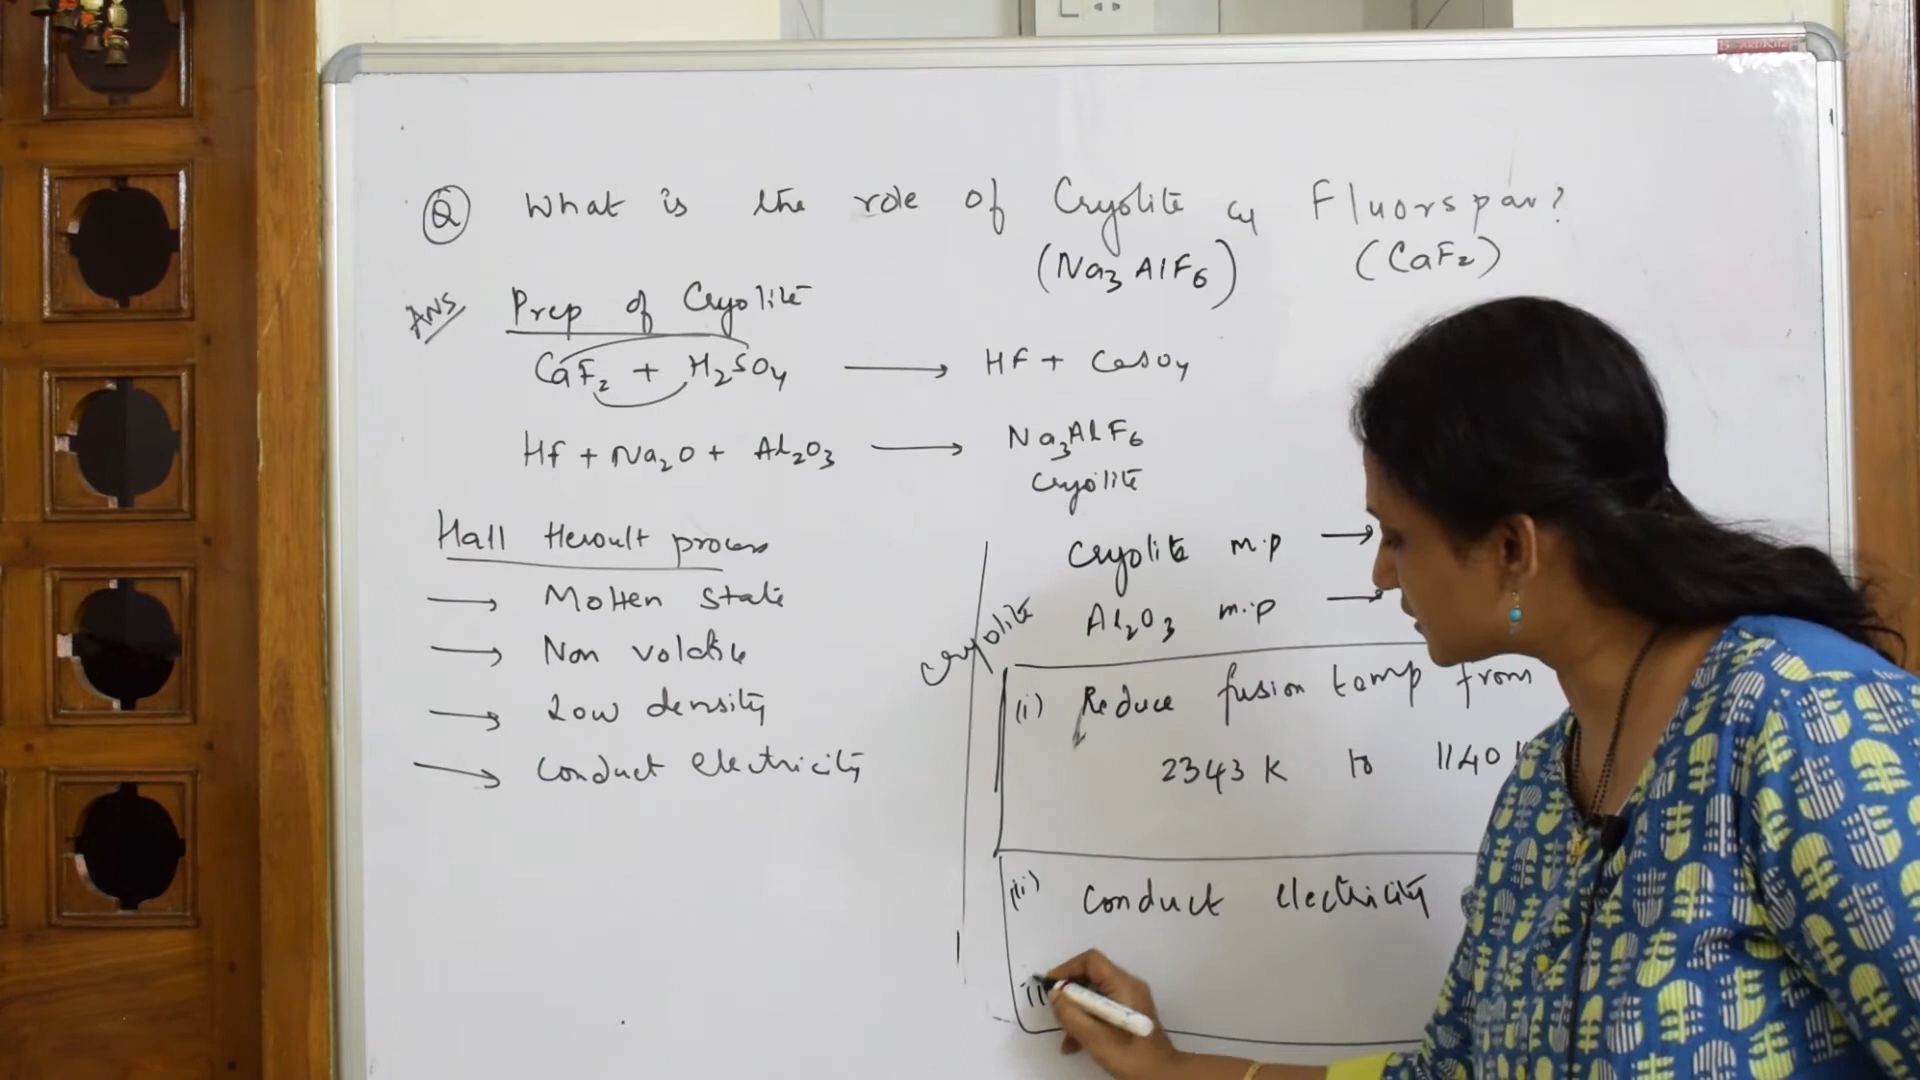 Q What is the role of Cryolite & Fluorspar?
(Na3AlF6) (CaF2)
Ans Prep of Cryolite
CaF2 + H2SO4 ⟶ HF + CaSO4
HF + Na2O + Al2O3 ⟶ Na3AlF6
Cryolite
Hall Heroult process
→ Molten state
→ Non volatile
→ Low density
→ Conduct electricity
Cryolite m.p →
Al2O3 m.p →
Cryolite
(i) Reduce fusion temp from
2343 K to 1140 K
(ii) Conduct electricity